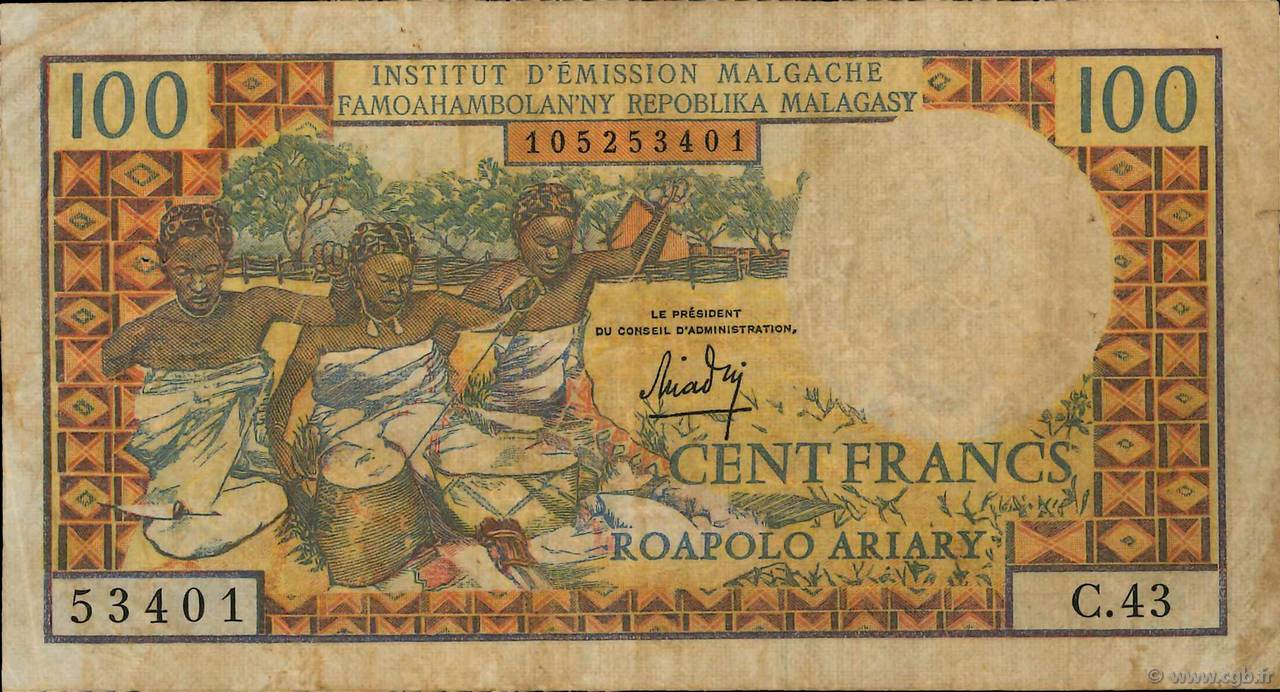 100
INSTITUT D'ÉMISSION MALGACHE
FAMOAHAMBOLAN'NY REPOBLIKA MALAGASY
100
105253401
LE PRÉSIDENT
DU CONSEIL D'ADMINISTRATION,
CENT FRANCS
ROAPOLO ARIARY
53401
C.43
© www.cgb.fr